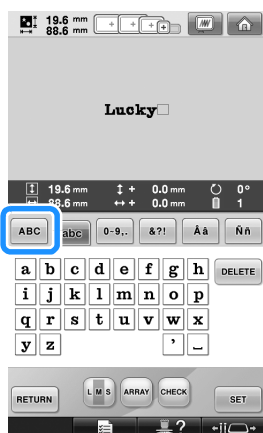 19.6 mm
88.6 mm
Lucky
19.6 mm + 0.0 mm 0°
88.6 mm + 0.0 mm 1
ABC abc 0-9,. &?! Åâ Ññ
a b c d e f g h DELETE
i j k l m n o p
q r s t u v w x
y z ,
RETURN L M S ARRAY CHECK SET
?